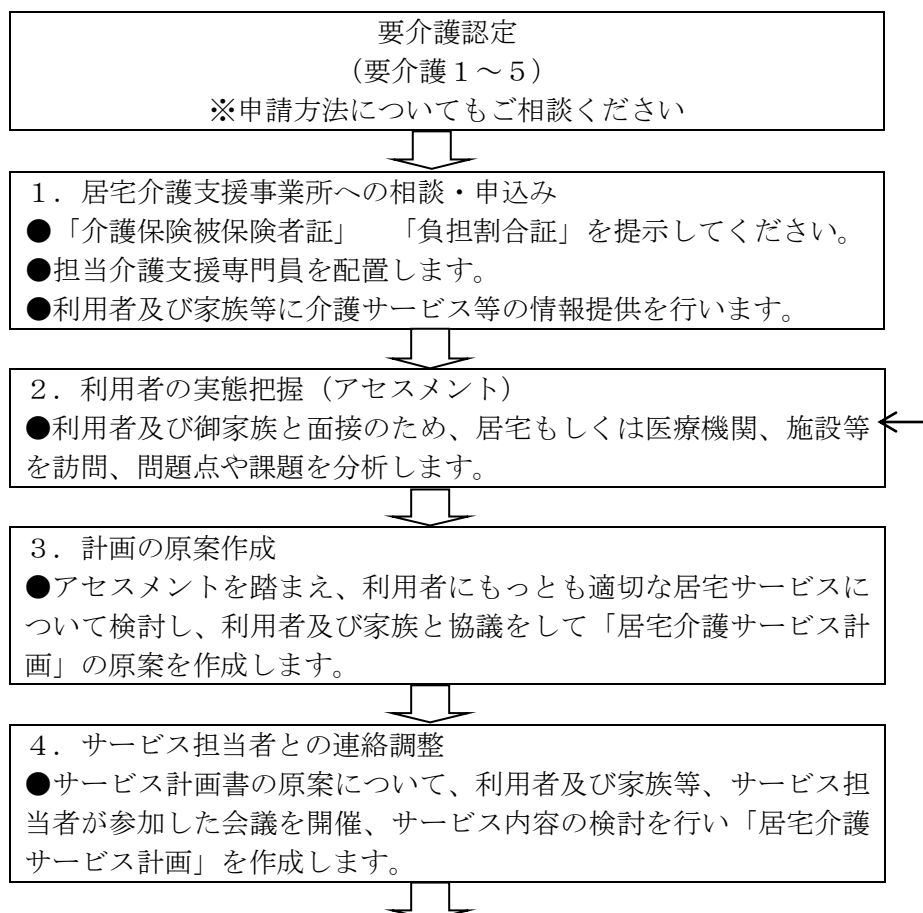 要介護認定
（要介護１～５）
※申請方法についてもご相談ください
１．居宅介護支援事業所への相談・申込み
●「介護保険被保険者証」　「負担割合証」を提示してください。
●担当介護支援専門員を配置します。
●利用者及び家族等に介護サービス等の情報提供を行います。
２．利用者の実態把握（アセスメント）
●利用者及び御家族と面接のため、居宅もしくは医療機関、施設等
を訪問、問題点や課題を分析します。
３．計画の原案作成
●アセスメントを踏まえ、利用者にもっとも適切な居宅サービスに
ついて検討し、利用者及び家族と協議をして「居宅介護サービス計
画」の原案を作成します。
４．サービス担当者との連絡調整
●サービス計画書の原案について、利用者及び家族等、サービス担
当者が参加した会議を開催、サービス内容の検討を行い「居宅介護
サービス計画」を作成します。